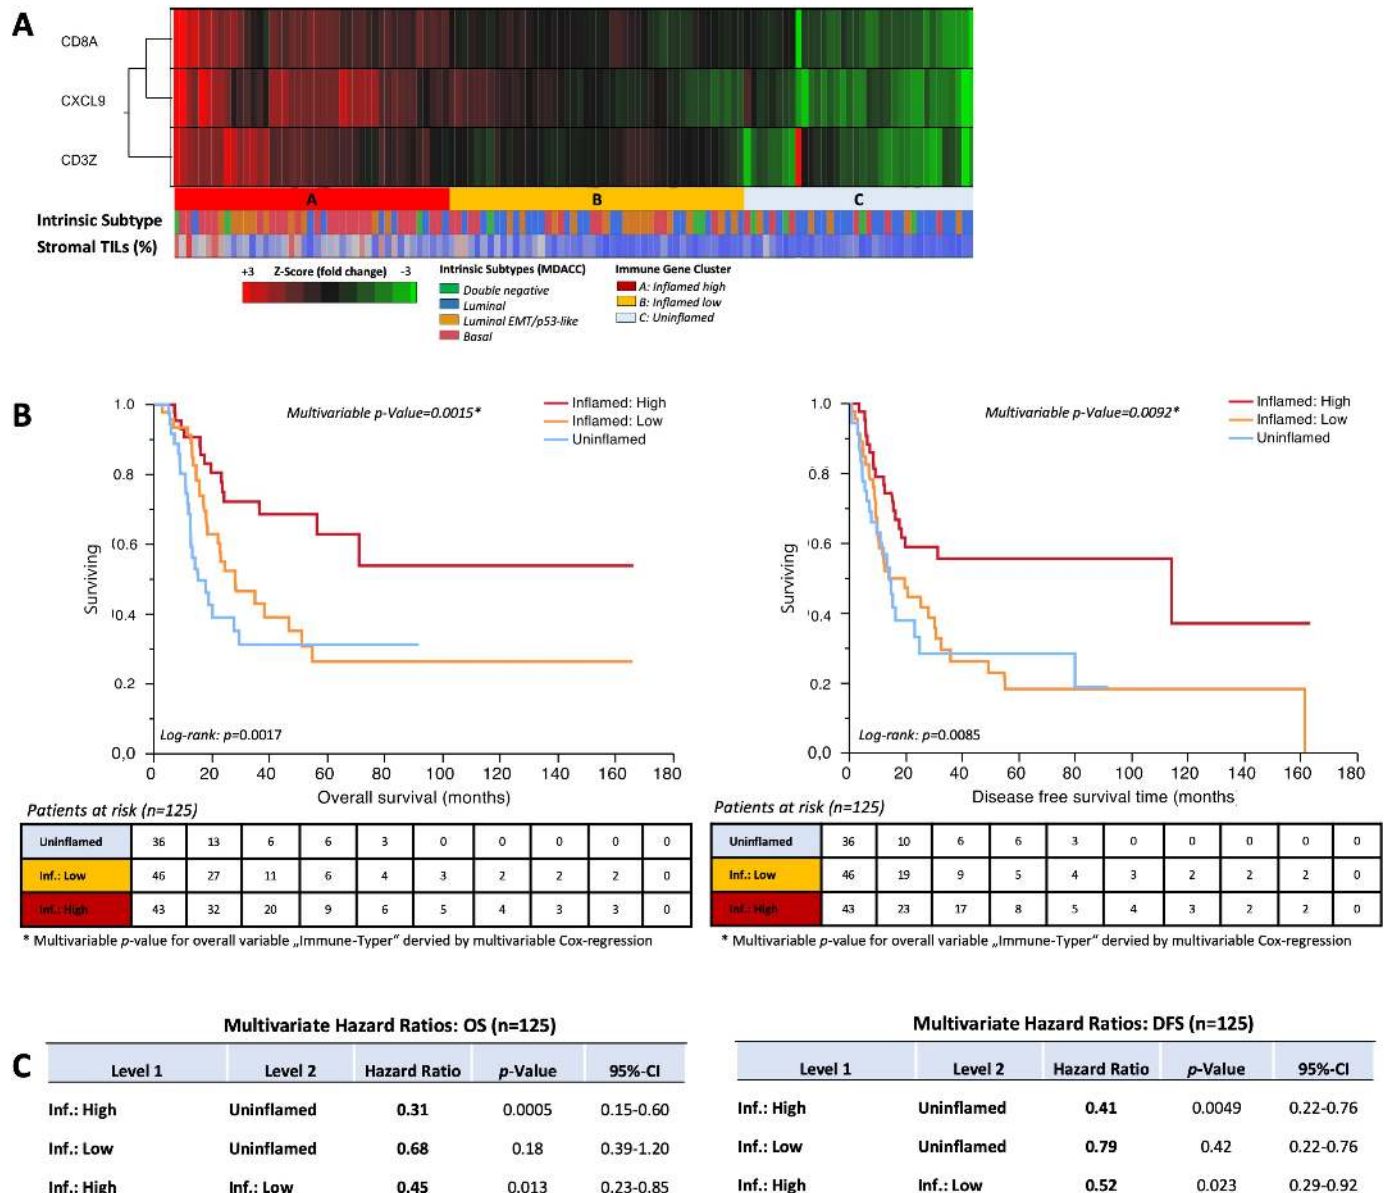 A
CD8A
CXCL9
CD3Z
A B C
Intrinsic Subtype
Stromal TILs (%)
+3 Z-Score (fold change) -3
Intrinsic Subtypes (MDACC)
Double negative
Luminal
Luminal EMT/p53-like
Basal
Immune Gene Cluster
A: Inflamed high
B: Inflamed low
C: Uninflamed
B
Multivariable p-Value=0.0015*
Inflamed: High
Inflamed: Low
Uninflamed
1.0
0.8
0.6
0.4
0.2
0,0
Surviving
Log-rank: p=0.0017
0 20 40 60 80 100 120 140 160 180
Overall survival (months)
Patients at risk (n=125)
Uninflamed 36 13 6 6 3 0 0 0 0 0
Inf.: Low 46 27 11 6 4 3 2 2 2 0
Inf.: High 43 32 20 9 6 5 4 3 3 0
* Multivariable p-value for overall variable „Immune-Typer“ dervied by multivariable Cox-regression
Multivariable p-Value=0.0092*
Inflamed: High
Inflamed: Low
Uninflamed
1.0
0.8
0.6
0.4
0.2
0,0
Surviving
Log-rank: p=0.0085
0 20 40 60 80 100 120 140 160 180
Disease free survival time (months
Patients at risk (n=125)
Uninflamed 36 10 6 6 3 0 0 0 0 0
Inf.: Low 46 19 9 5 4 3 2 2 2 0
Inf.: High 43 23 17 8 5 4 3 2 2 0
* Multivariable p-value for overall variable „Immune-Typer“ dervied by multivariable Cox-regression
C
Multivariate Hazard Ratios: OS (n=125)
Level 1 Level 2 Hazard Ratio p-Value 95%-CI
Inf.: High Uninflamed 0.31 0.0005 0.15-0.60
Inf.: Low Uninflamed 0.68 0.18 0.39-1.20
Inf.: High Inf.: Low 0.45 0.013 0.23-0.85
Multivariate Hazard Ratios: DFS (n=125)
Level 1 Level 2 Hazard Ratio p-Value 95%-CI
Inf.: High Uninflamed 0.41 0.0049 0.22-0.76
Inf.: Low Uninflamed 0.79 0.42 0.22-0.76
Inf.: High Inf.: Low 0.52 0.023 0.29-0.92